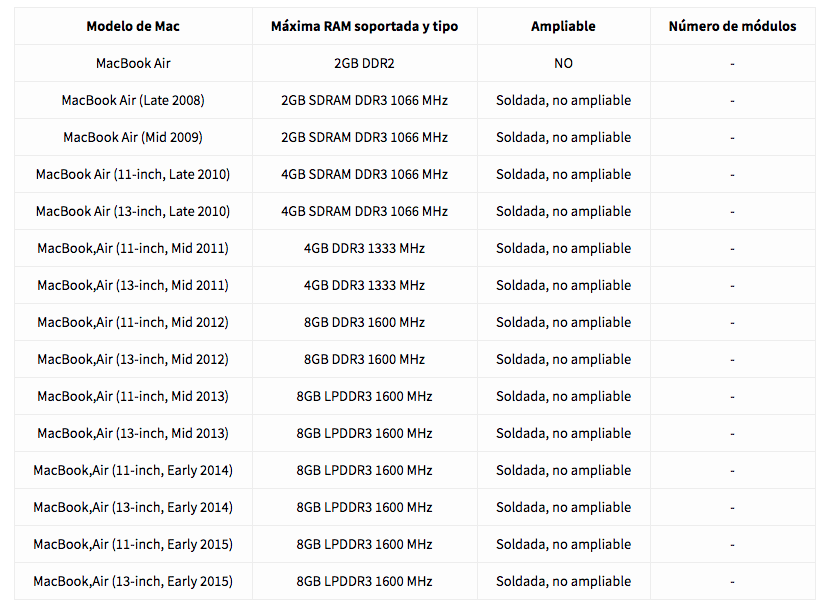 Modelo de Mac Máxima RAM soportada y tipo Ampliable Número de módulos
MacBook Air 2GB DDR2 NO -
MacBook Air (Late 2008) 2GB SDRAM DDR3 1066 MHz Soldada, no ampliable -
MacBook Air (Mid 2009) 2GB SDRAM DDR3 1066 MHz Soldada, no ampliable -
MacBook Air (11-inch, Late 2010) 4GB SDRAM DDR3 1066 MHz Soldada, no ampliable -
MacBook Air (13-inch, Late 2010) 4GB SDRAM DDR3 1066 MHz Soldada, no ampliable -
MacBook,Air (11-inch, Mid 2011) 4GB DDR3 1333 MHz Soldada, no ampliable -
MacBook,Air (13-inch, Mid 2011) 4GB DDR3 1333 MHz Soldada, no ampliable -
MacBook,Air (11-inch, Mid 2012) 8GB DDR3 1600 MHz Soldada, no ampliable -
MacBook,Air (13-inch, Mid 2012) 8GB DDR3 1600 MHz Soldada, no ampliable -
MacBook,Air (11-inch, Mid 2013) 8GB LPDDR3 1600 MHz Soldada, no ampliable -
MacBook,Air (13-inch, Mid 2013) 8GB LPDDR3 1600 MHz Soldada, no ampliable -
MacBook,Air (11-inch, Early 2014) 8GB LPDDR3 1600 MHz Soldada, no ampliable -
MacBook,Air (13-inch, Early 2014) 8GB LPDDR3 1600 MHz Soldada, no ampliable -
MacBook,Air (11-inch, Early 2015) 8GB LPDDR3 1600 MHz Soldada, no ampliable -
MacBook,Air (13-inch, Early 2015) 8GB LPDDR3 1600 MHz Soldada, no ampliable -